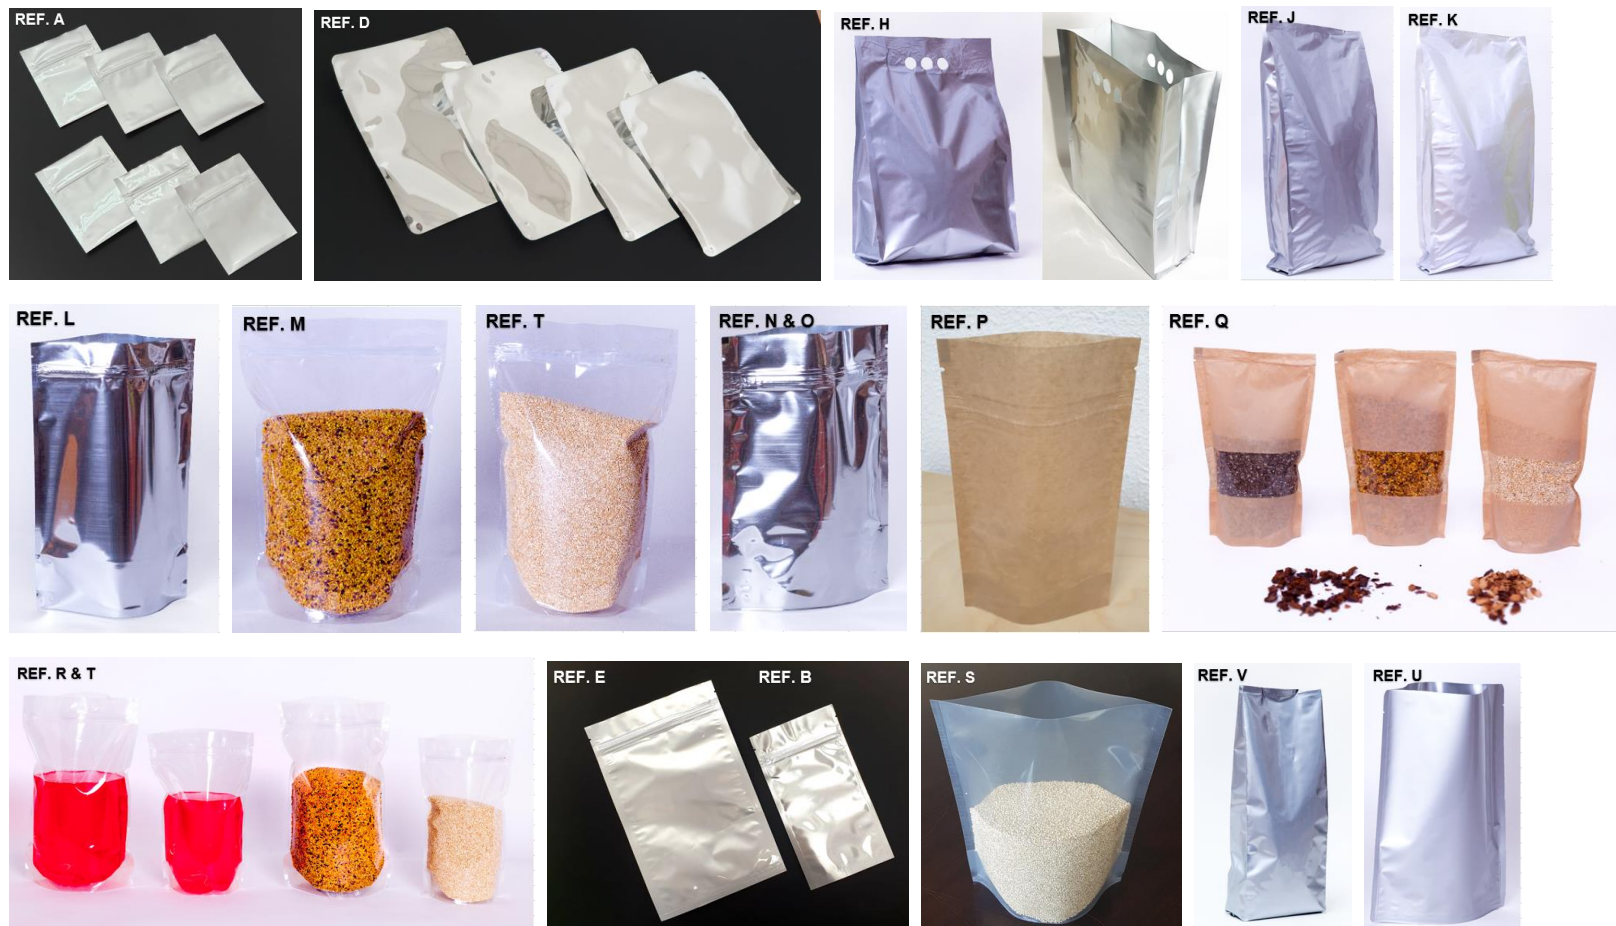 REF. A
REF. D
REF. H
REF. J
REF. K
REF. L
REF. M
REF. T
REF. N & O
REF. P
REF. Q
REF. R & T
REF. E
REF. B
REF. S
REF. V
REF. U